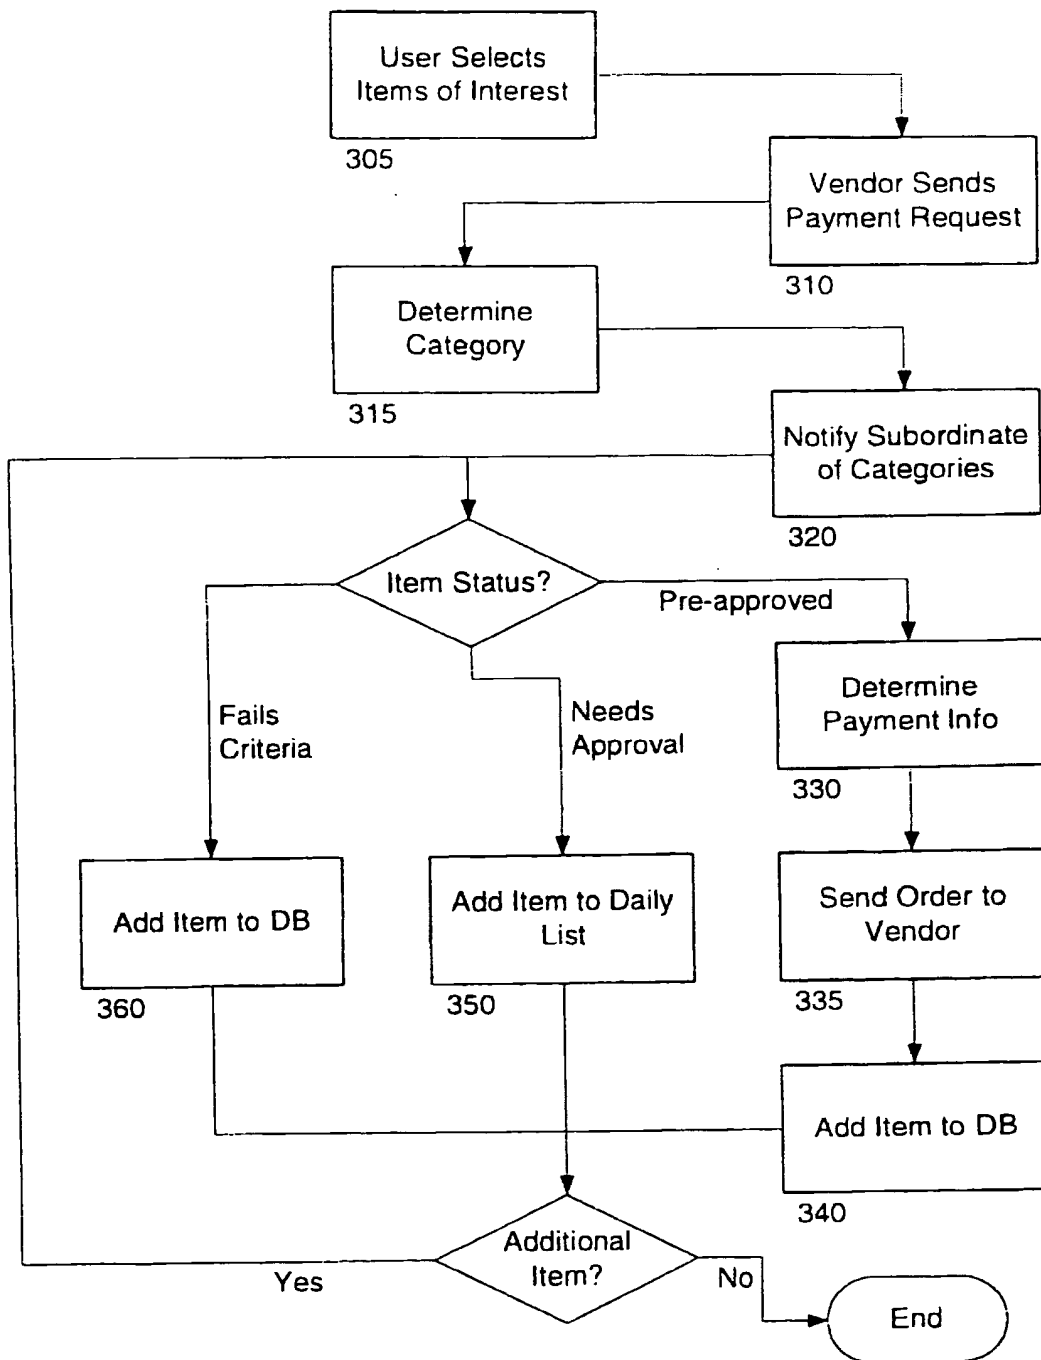 User Selects
Items of Interest
305
Vendor Sends
Payment Request
310
Determine
Category
315
Notify Subordinate
of Categories
320
Item Status?
Pre-approved
Fails
Criteria
Needs
Approval
Determine
Payment Info
330
Add Item to DB
360
Add Item to Daily
List
350
Send Order to
Vendor
335
Add Item to DB
340
Additional
Item?
Yes
No
End